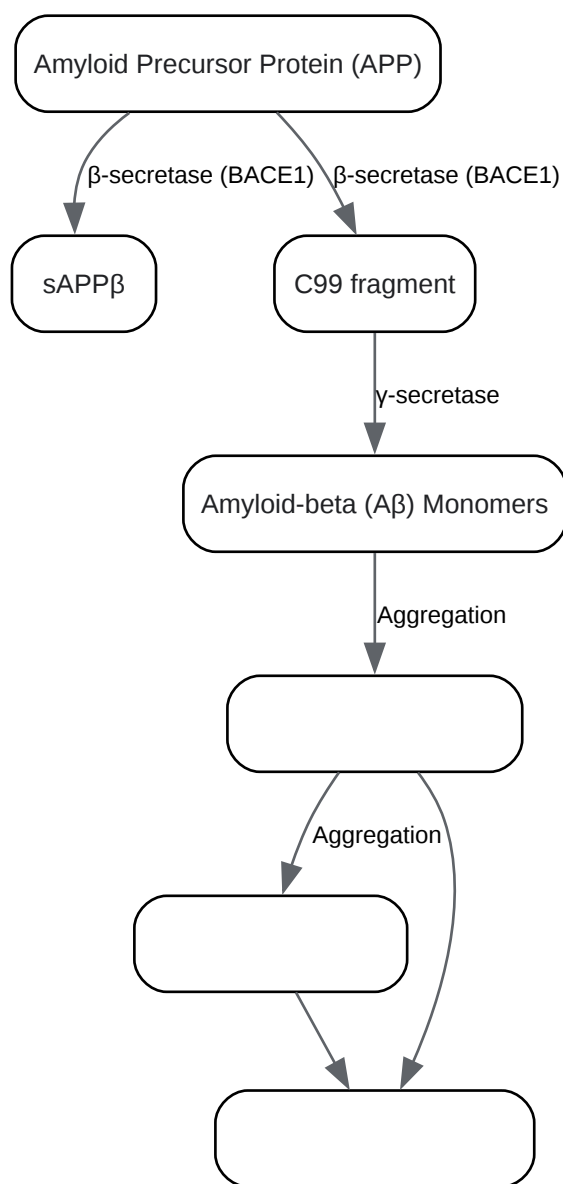 Amyloid Precursor Protein (APP)
β-secretase (BACE1)
β-secretase (BACE1)
sAPPβ
C99 fragment
γ-secretase
Amyloid-beta (Aβ) Monomers
Aggregation
Aggregation